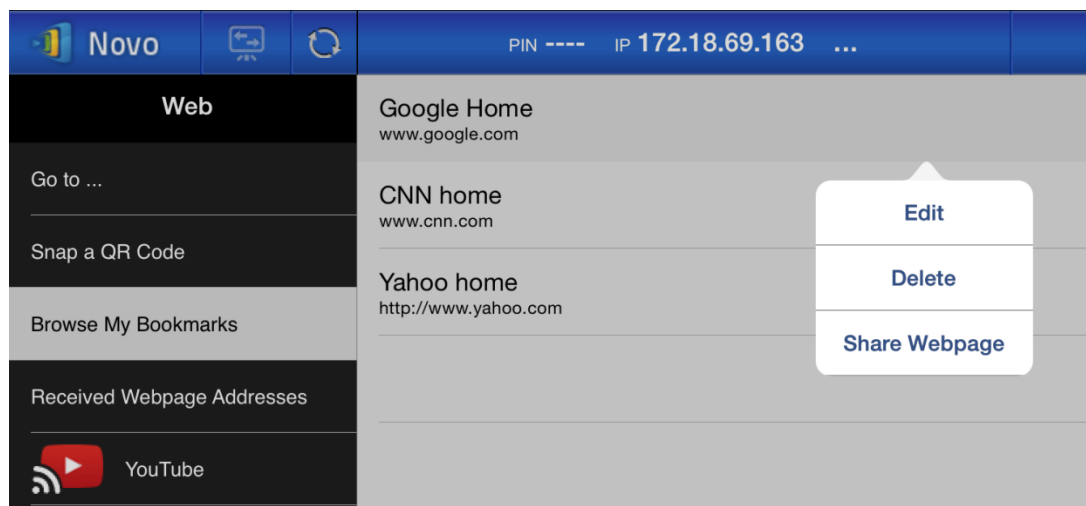 Novo
PIN ---- IP 172.18.69.163 ...
Web
Go to ...
Snap a QR Code
Browse My Bookmarks
Received Webpage Addresses
YouTube
Google Home
www.google.com
CNN home
www.cnn.com
Yahoo home
http://www.yahoo.com
Edit
Delete
Share Webpage